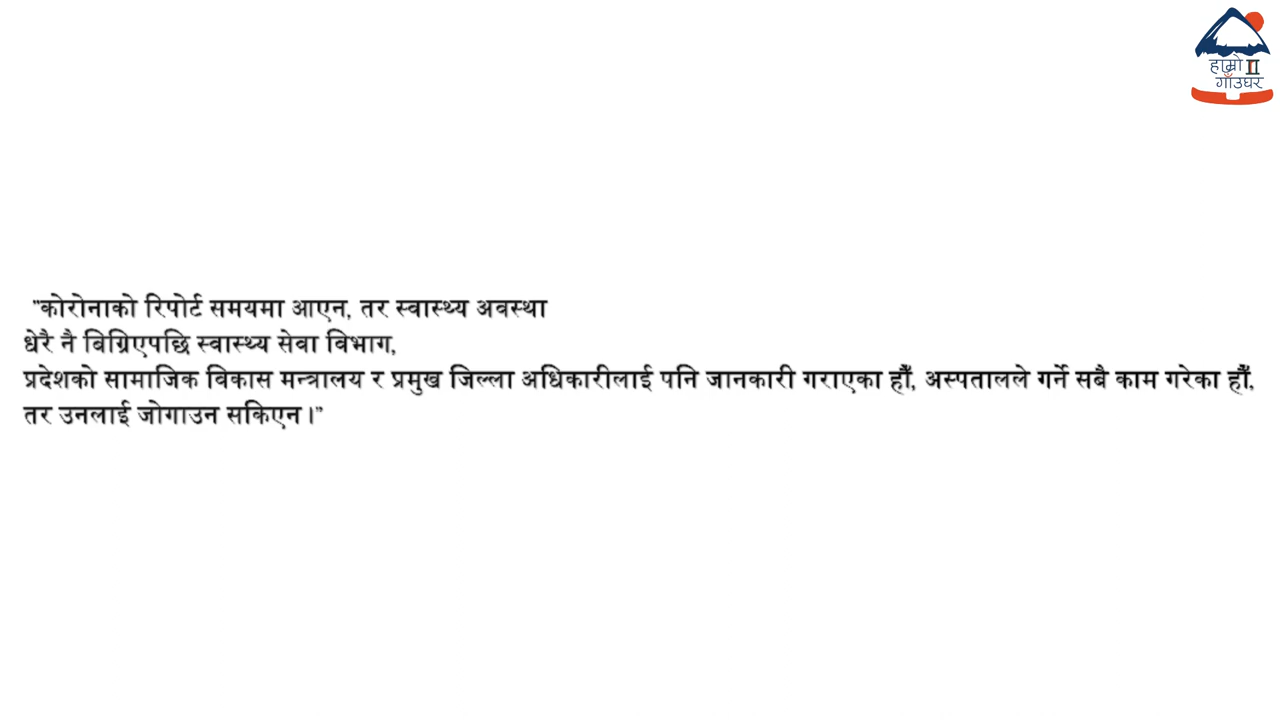 हाम्रो
गाँउघर
"कोरोनाको रिपोर्ट समयमा आएन, तर स्वास्थ्य अवस्था
धेरै नै बिग्रिएपछि स्वास्थ्य सेवा विभाग,
प्रदेशको सामाजिक विकास मन्त्रालय र प्रमुख जिल्ला अधिकारीलाई पनि जानकारी गराएका हौँ, अस्पतालले गर्ने सबै काम गरेका हौँ,
तर उनलाई जोगाउन सकिएन।"